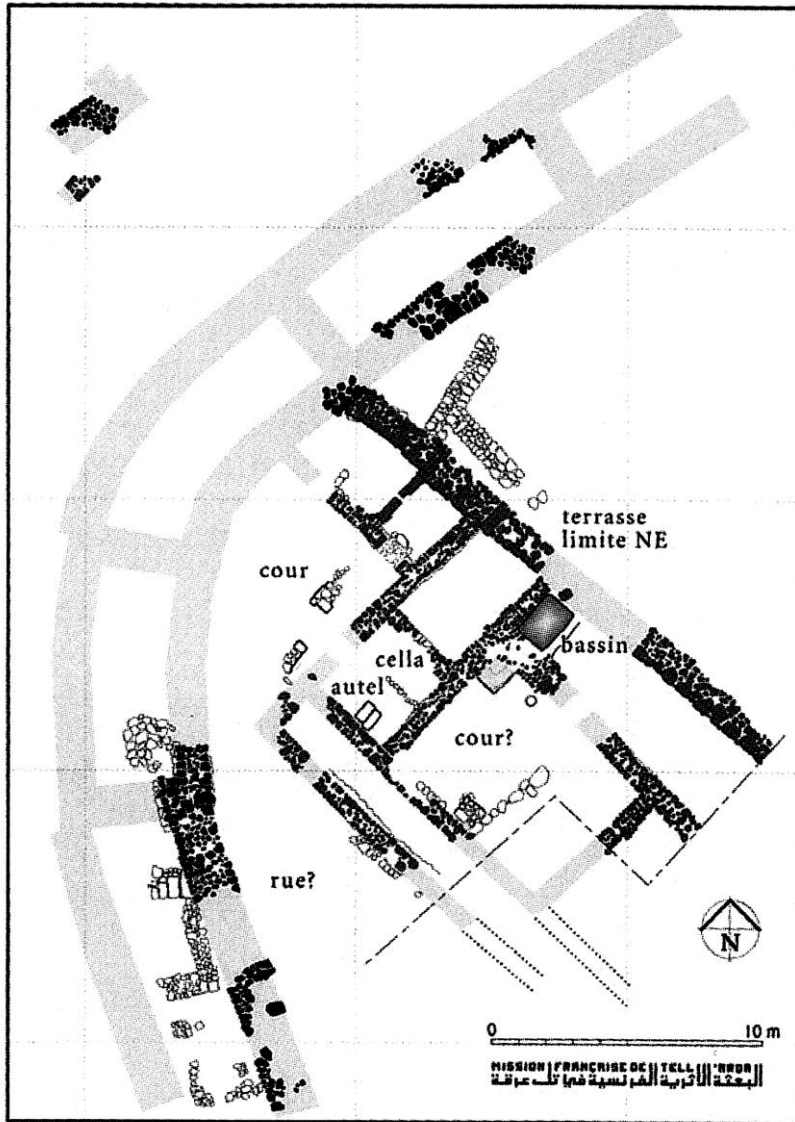 terrasse
limite NE
cour
bassin
cella
autel
cour?
rue?
N
0 10 m
MISSION FRANÇAISE DE TELL 'ARQA
البعثة الأثرية الفرنسية في تل عرقة